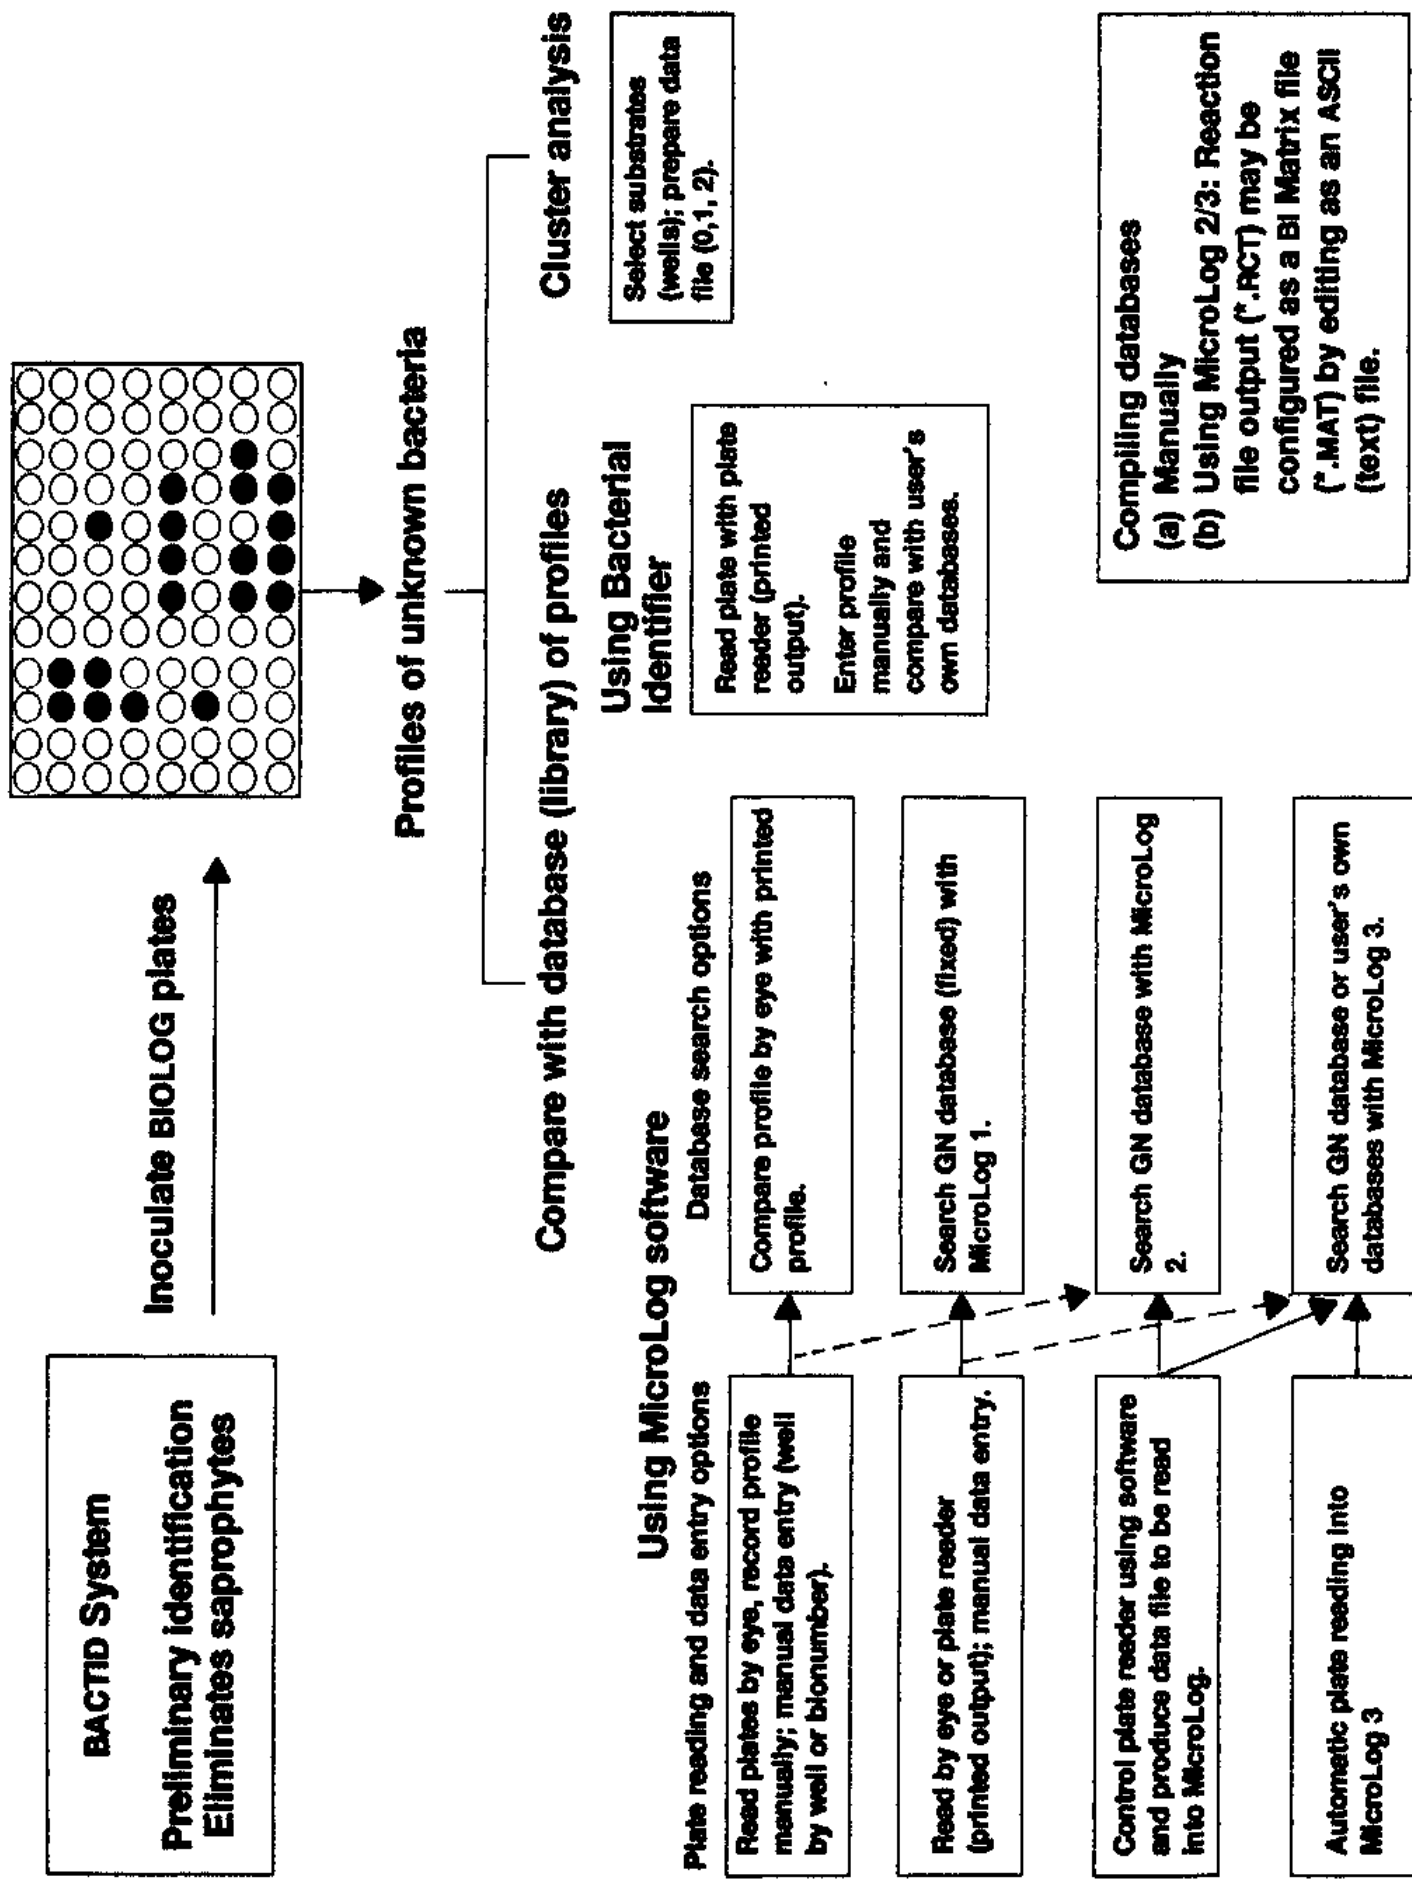 BACTID System
Preliminary identification
Eliminates saprophytes
Inoculate BIOLOG plates
Profiles of unknown bacteria
Compare with database (library) of profiles
Cluster analysis
Select substrates
(wells); prepare data
file (0,1, 2).
Using Bacterial
Identifier
Read plate with plate
reader (printed
output).
Enter profile
manually and
compare with user's
own databases.
Using MicroLog software
Plate reading and data entry options
Database search options
Read plates by eye, record profile
manually; manual data entry (well
by well or bionumber).
Compare profile by eye with printed
profile.
Read by eye or plate reader
(printed output); manual data entry.
Search GN database (fixed) with
MicroLog 1.
Control plate reader using software
and produce data file to be read
into MicroLog.
Search GN database with MicroLog
2.
Automatic plate reading into
MicroLog 3
Search GN database or user's own
databases with MicroLog 3.
Compiling databases
(a) Manually
(b) Using MicroLog 2/3: Reaction
file output (*.RCT) may be
configured as a BI Matrix file
(*.MAT) by editing as an ASCII
(text) file.